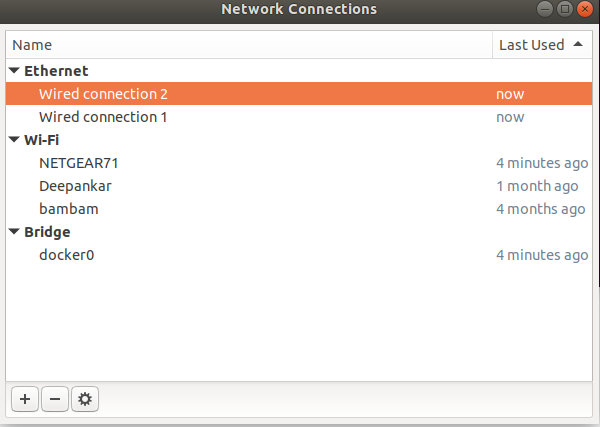 Network Connections
Name Last Used
Ethernet
Wired connection 2 now
Wired connection 1 now
Wi-Fi
NETGEAR71 4 minutes ago
Deepankar 1 month ago
bambam 4 months ago
Bridge
docker0 4 minutes ago